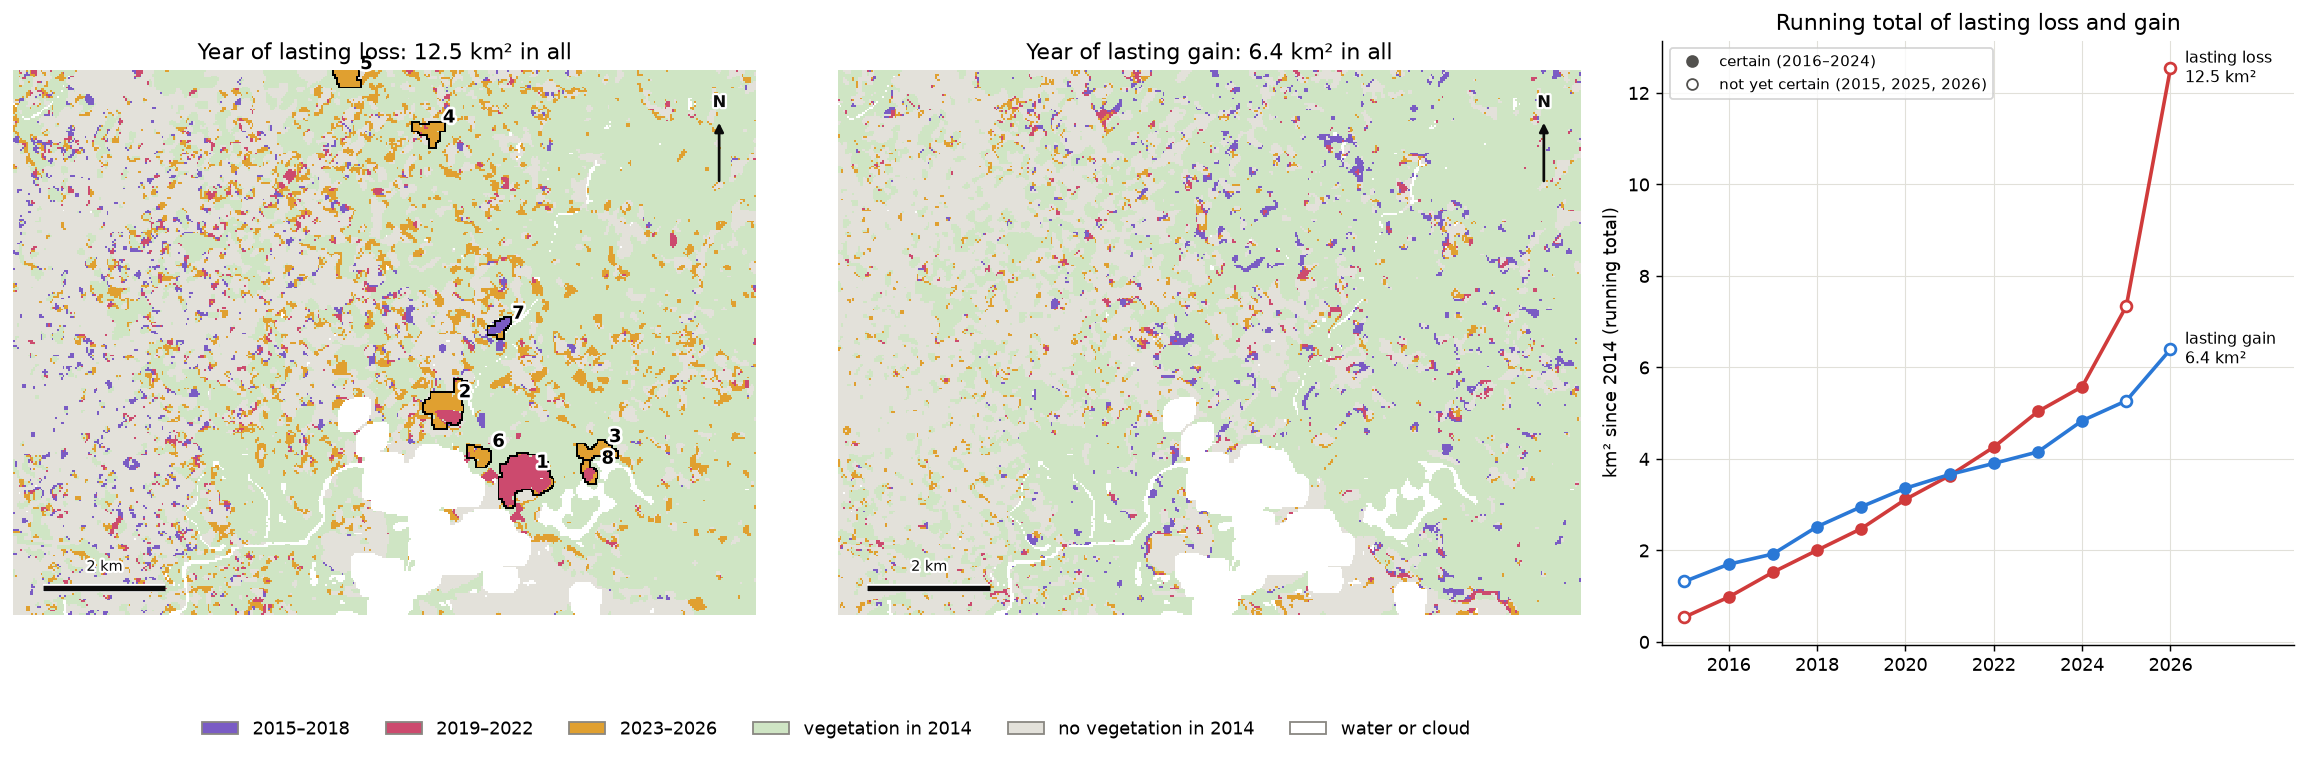 Year of lasting loss: 12.5 km² in all
5
4
N
7
2
6
3
1
8
2 km
Year of lasting gain: 6.4 km² in all
N
2 km
Running total of lasting loss and gain
certain (2016–2024)
not yet certain (2015, 2025, 2026)
lasting loss
12.5 km²
lasting gain
6.4 km²
km² since 2014 (running total)
12
10
8
6
4
2
0
2016 2018 2020 2022 2024 2026
2015–2018 2019–2022 2023–2026 vegetation in 2014 no vegetation in 2014 water or cloud